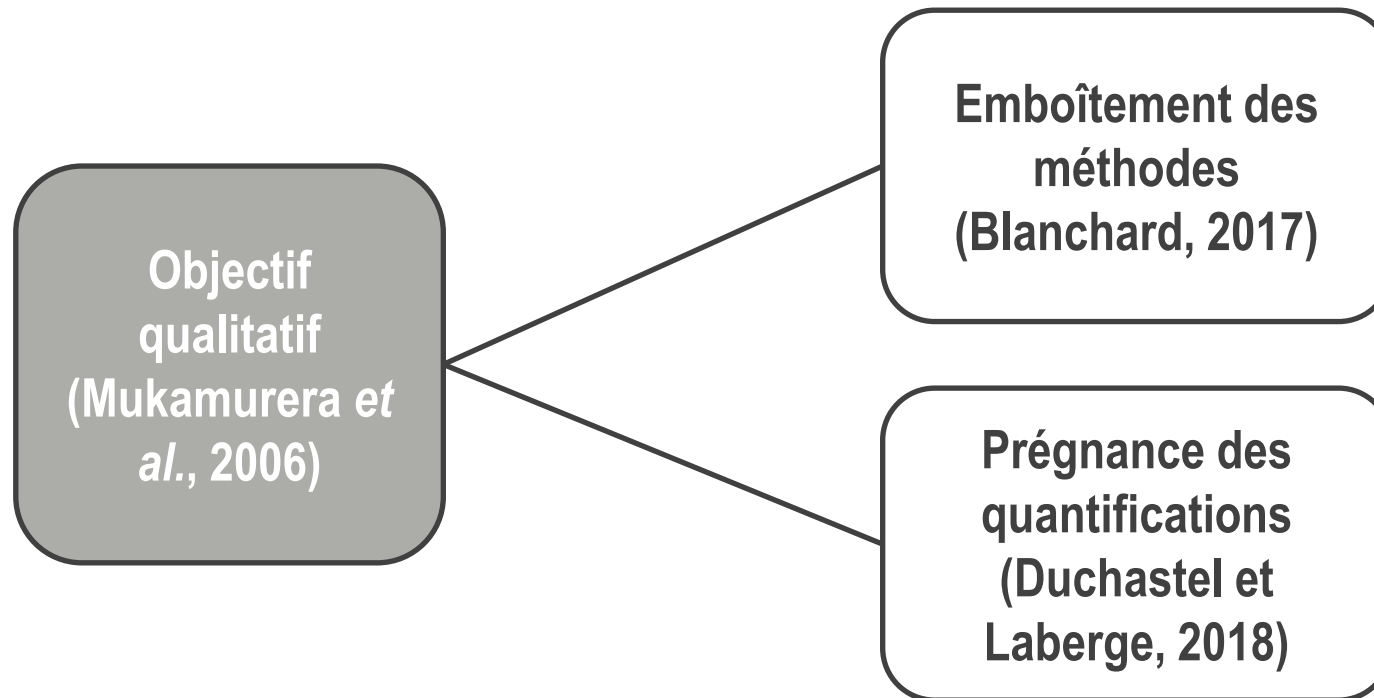 Objectif
qualitatif
(Mukamurera et
al., 2006)
Emboîtement des
méthodes
(Blanchard, 2017)
Prégnance des
quantifications
(Duchastel et
Laberge, 2018)